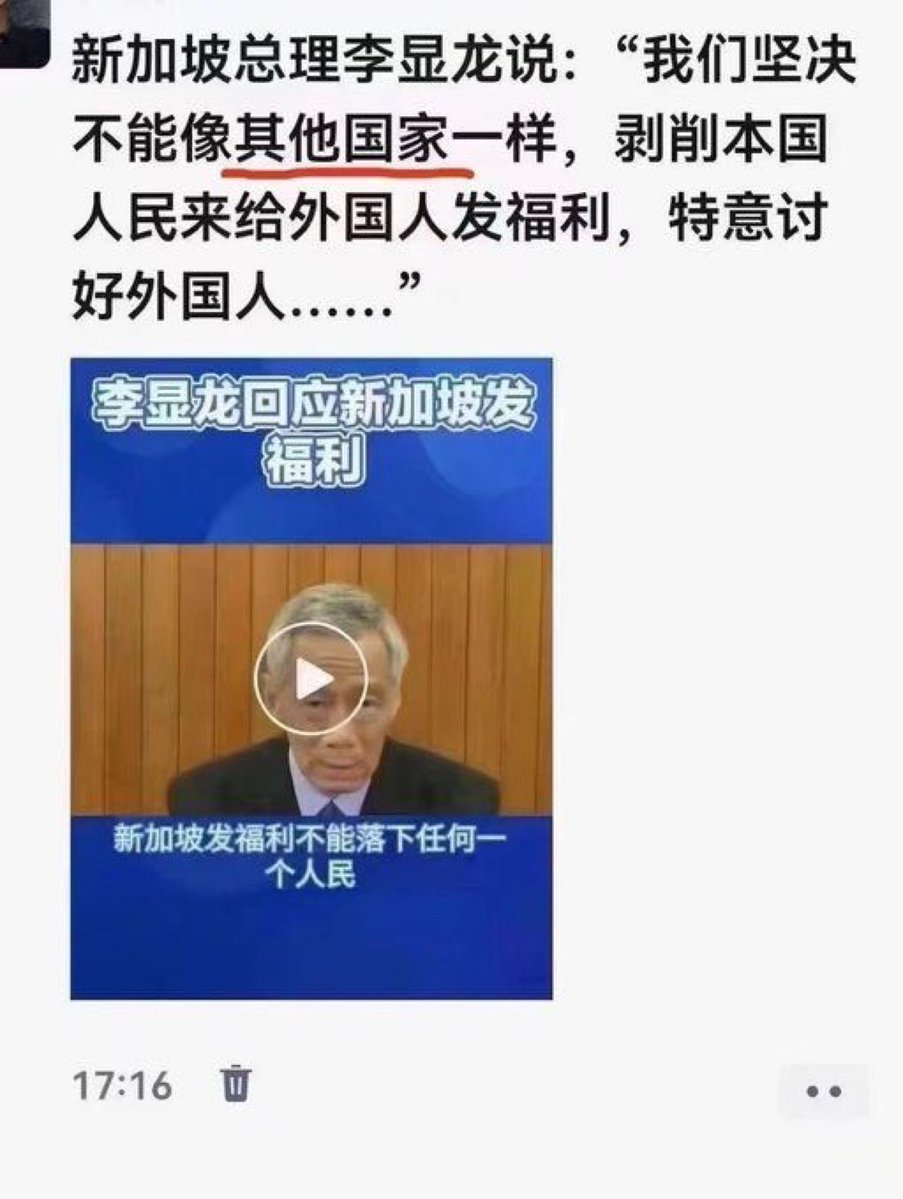 新加坡总理李显龙说：“我们坚决
不能像其他国家一样，剥削本国
人民来给外国人发福利，特意讨
好外国人……”
李显龙回应新加坡发
福利
新加坡发福利不能落下任何一
个人民
17:16